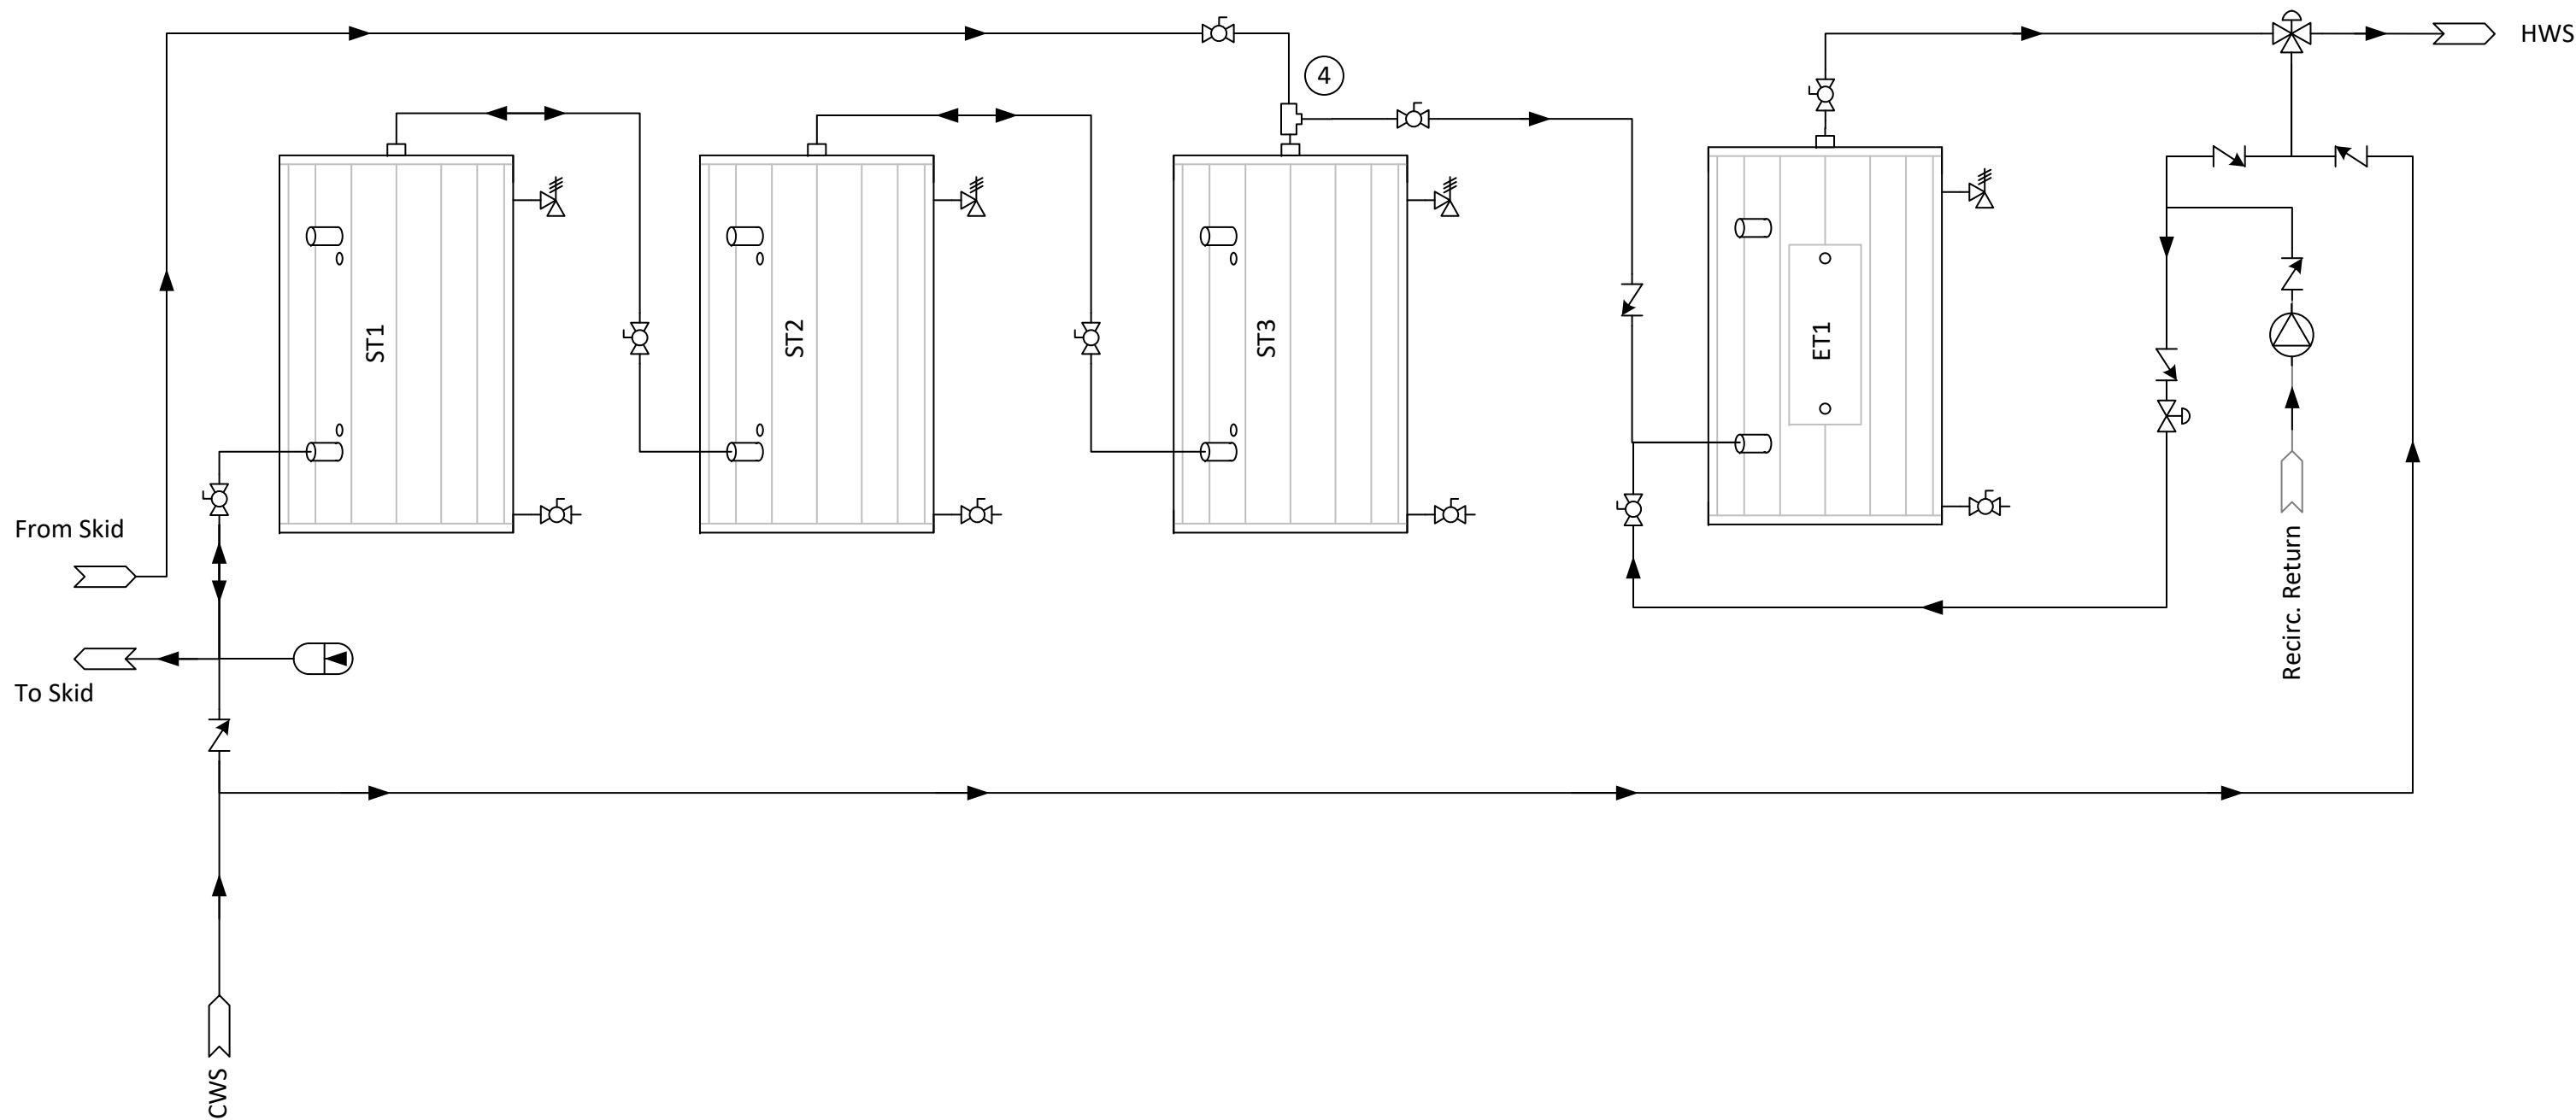 HWS
4
ST1
ST2
ST3
ET1
From Skid
To Skid
Recirc. Return
CWS